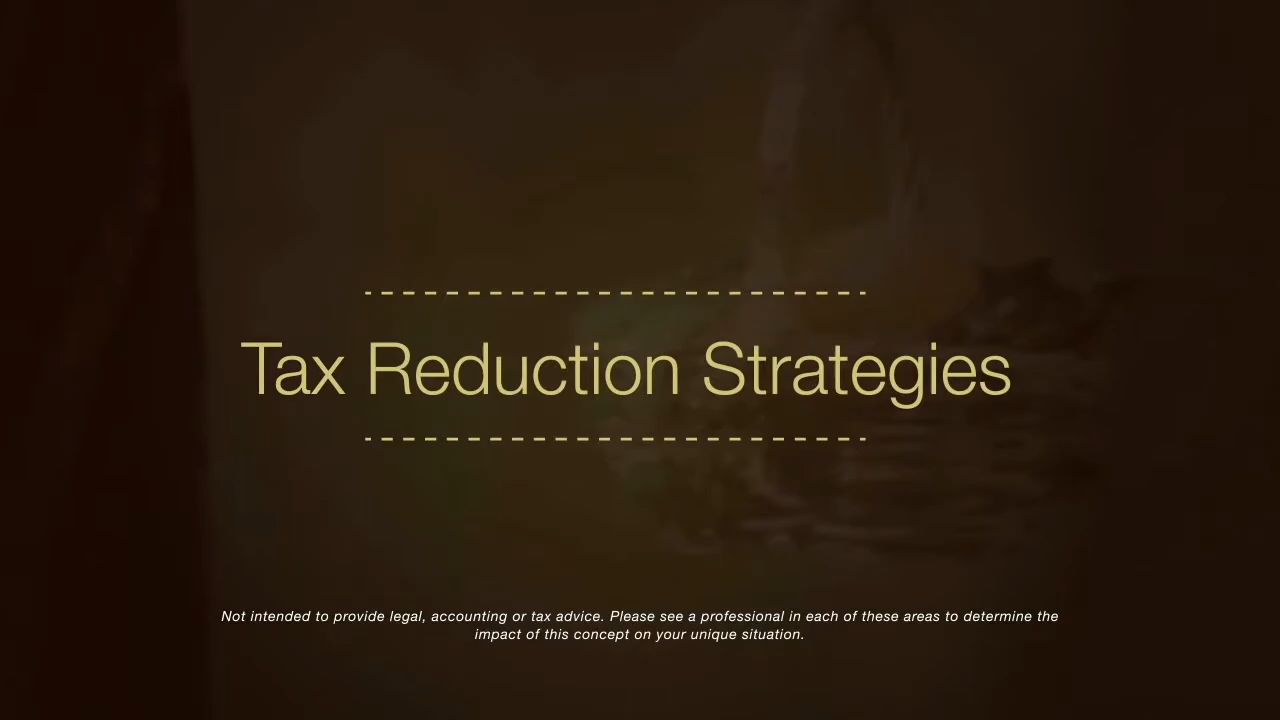 Tax Reduction Strategies
Not intended to provide legal, accounting or tax advice. Please see a professional in each of these areas to determine the
impact of this concept on your unique situation.